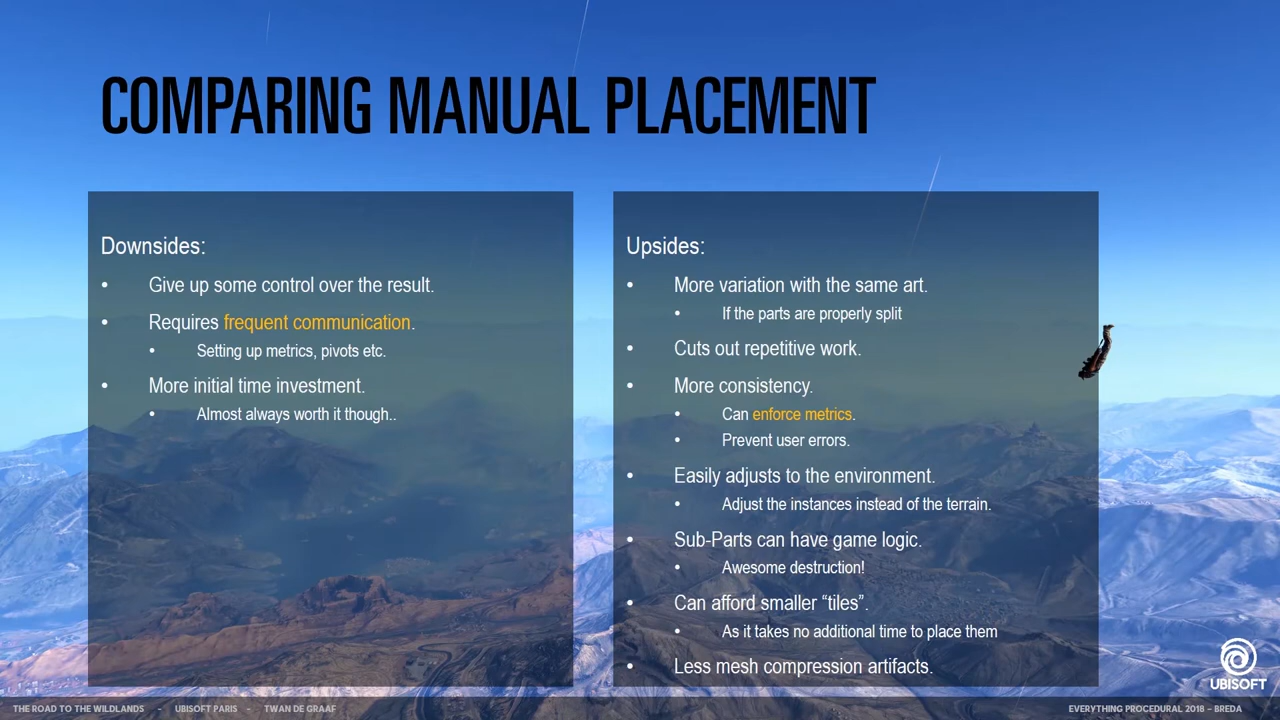 COMPARING MANUAL PLACEMENT
Downsides:
• Give up some control over the result.
• Requires frequent communication.
• Setting up metrics, pivots etc.
• More initial time investment.
• Almost always worth it though..
Upsides:
• More variation with the same art.
• If the parts are properly split
• Cuts out repetitive work.
• More consistency.
• Can enforce metrics.
• Prevent user errors.
• Easily adjusts to the environment.
• Adjust the instances instead of the terrain.
• Sub-Parts can have game logic.
• Awesome destruction!
• Can afford smaller “tiles”.
• As it takes no additional time to place them
• Less mesh compression artifacts.
UBISOFT
THE ROAD TO THE WILDLANDS - UBISOFT PARIS - TWAN DE GRAAF
EVERYTHING PROCEDURAL 2018 – BREDA